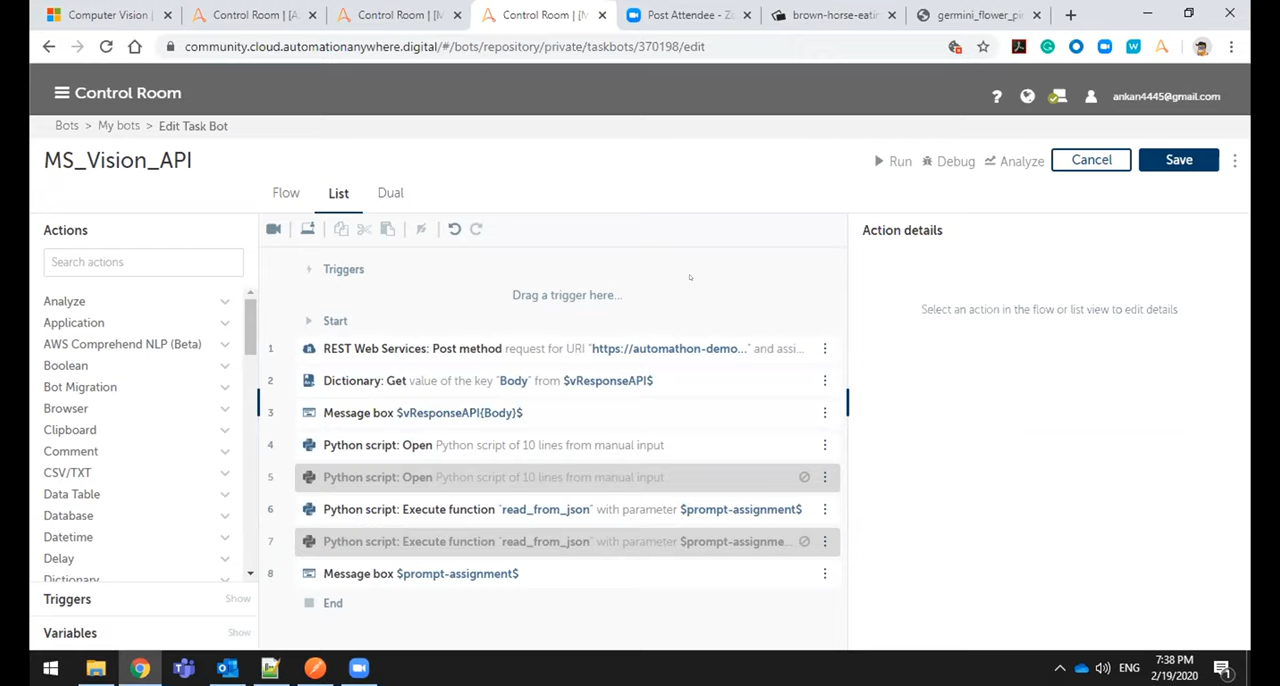 Computer Vision
Control Room | [A
Control Room | [M
Control Room | [M
Post Attendee - Zo
brown-horse-eatin
germini_flower_pi
community.cloud.automationanywhere.digital/#/bots/repository/private/taskbots/370198/edit
Control Room
ankan4445@gmail.com
Bots > My bots > Edit Task Bot
MS_Vision_API
Run
Debug
Analyze
Cancel
Save
Flow
List
Dual
Actions
Search actions
Analyze
Application
AWS Comprehend NLP (Beta)
Boolean
Bot Migration
Browser
Clipboard
Comment
CSV/TXT
Data Table
Database
Datetime
Delay
Dictionary
Triggers Show
Variables Show
Triggers
Drag a trigger here...
Start
1 REST Web Services: Post method request for URI "https://automathon-demo..." and assi...
2 Dictionary: Get value of the key "Body" from $vResponseAPI$
3 Message box $vResponseAPI{Body}$
4 Python script: Open Python script of 10 lines from manual input
5 Python script: Open Python script of 10 lines from manual input
6 Python script: Execute function "read_from_json" with parameter $prompt-assignment$
7 Python script: Execute function "read_from_json" with parameter $prompt-assignme...
8 Message box $prompt-assignment$
End
Action details
Select an action in the flow or list view to edit details
ENG
7:38 PM
2/19/2020
1